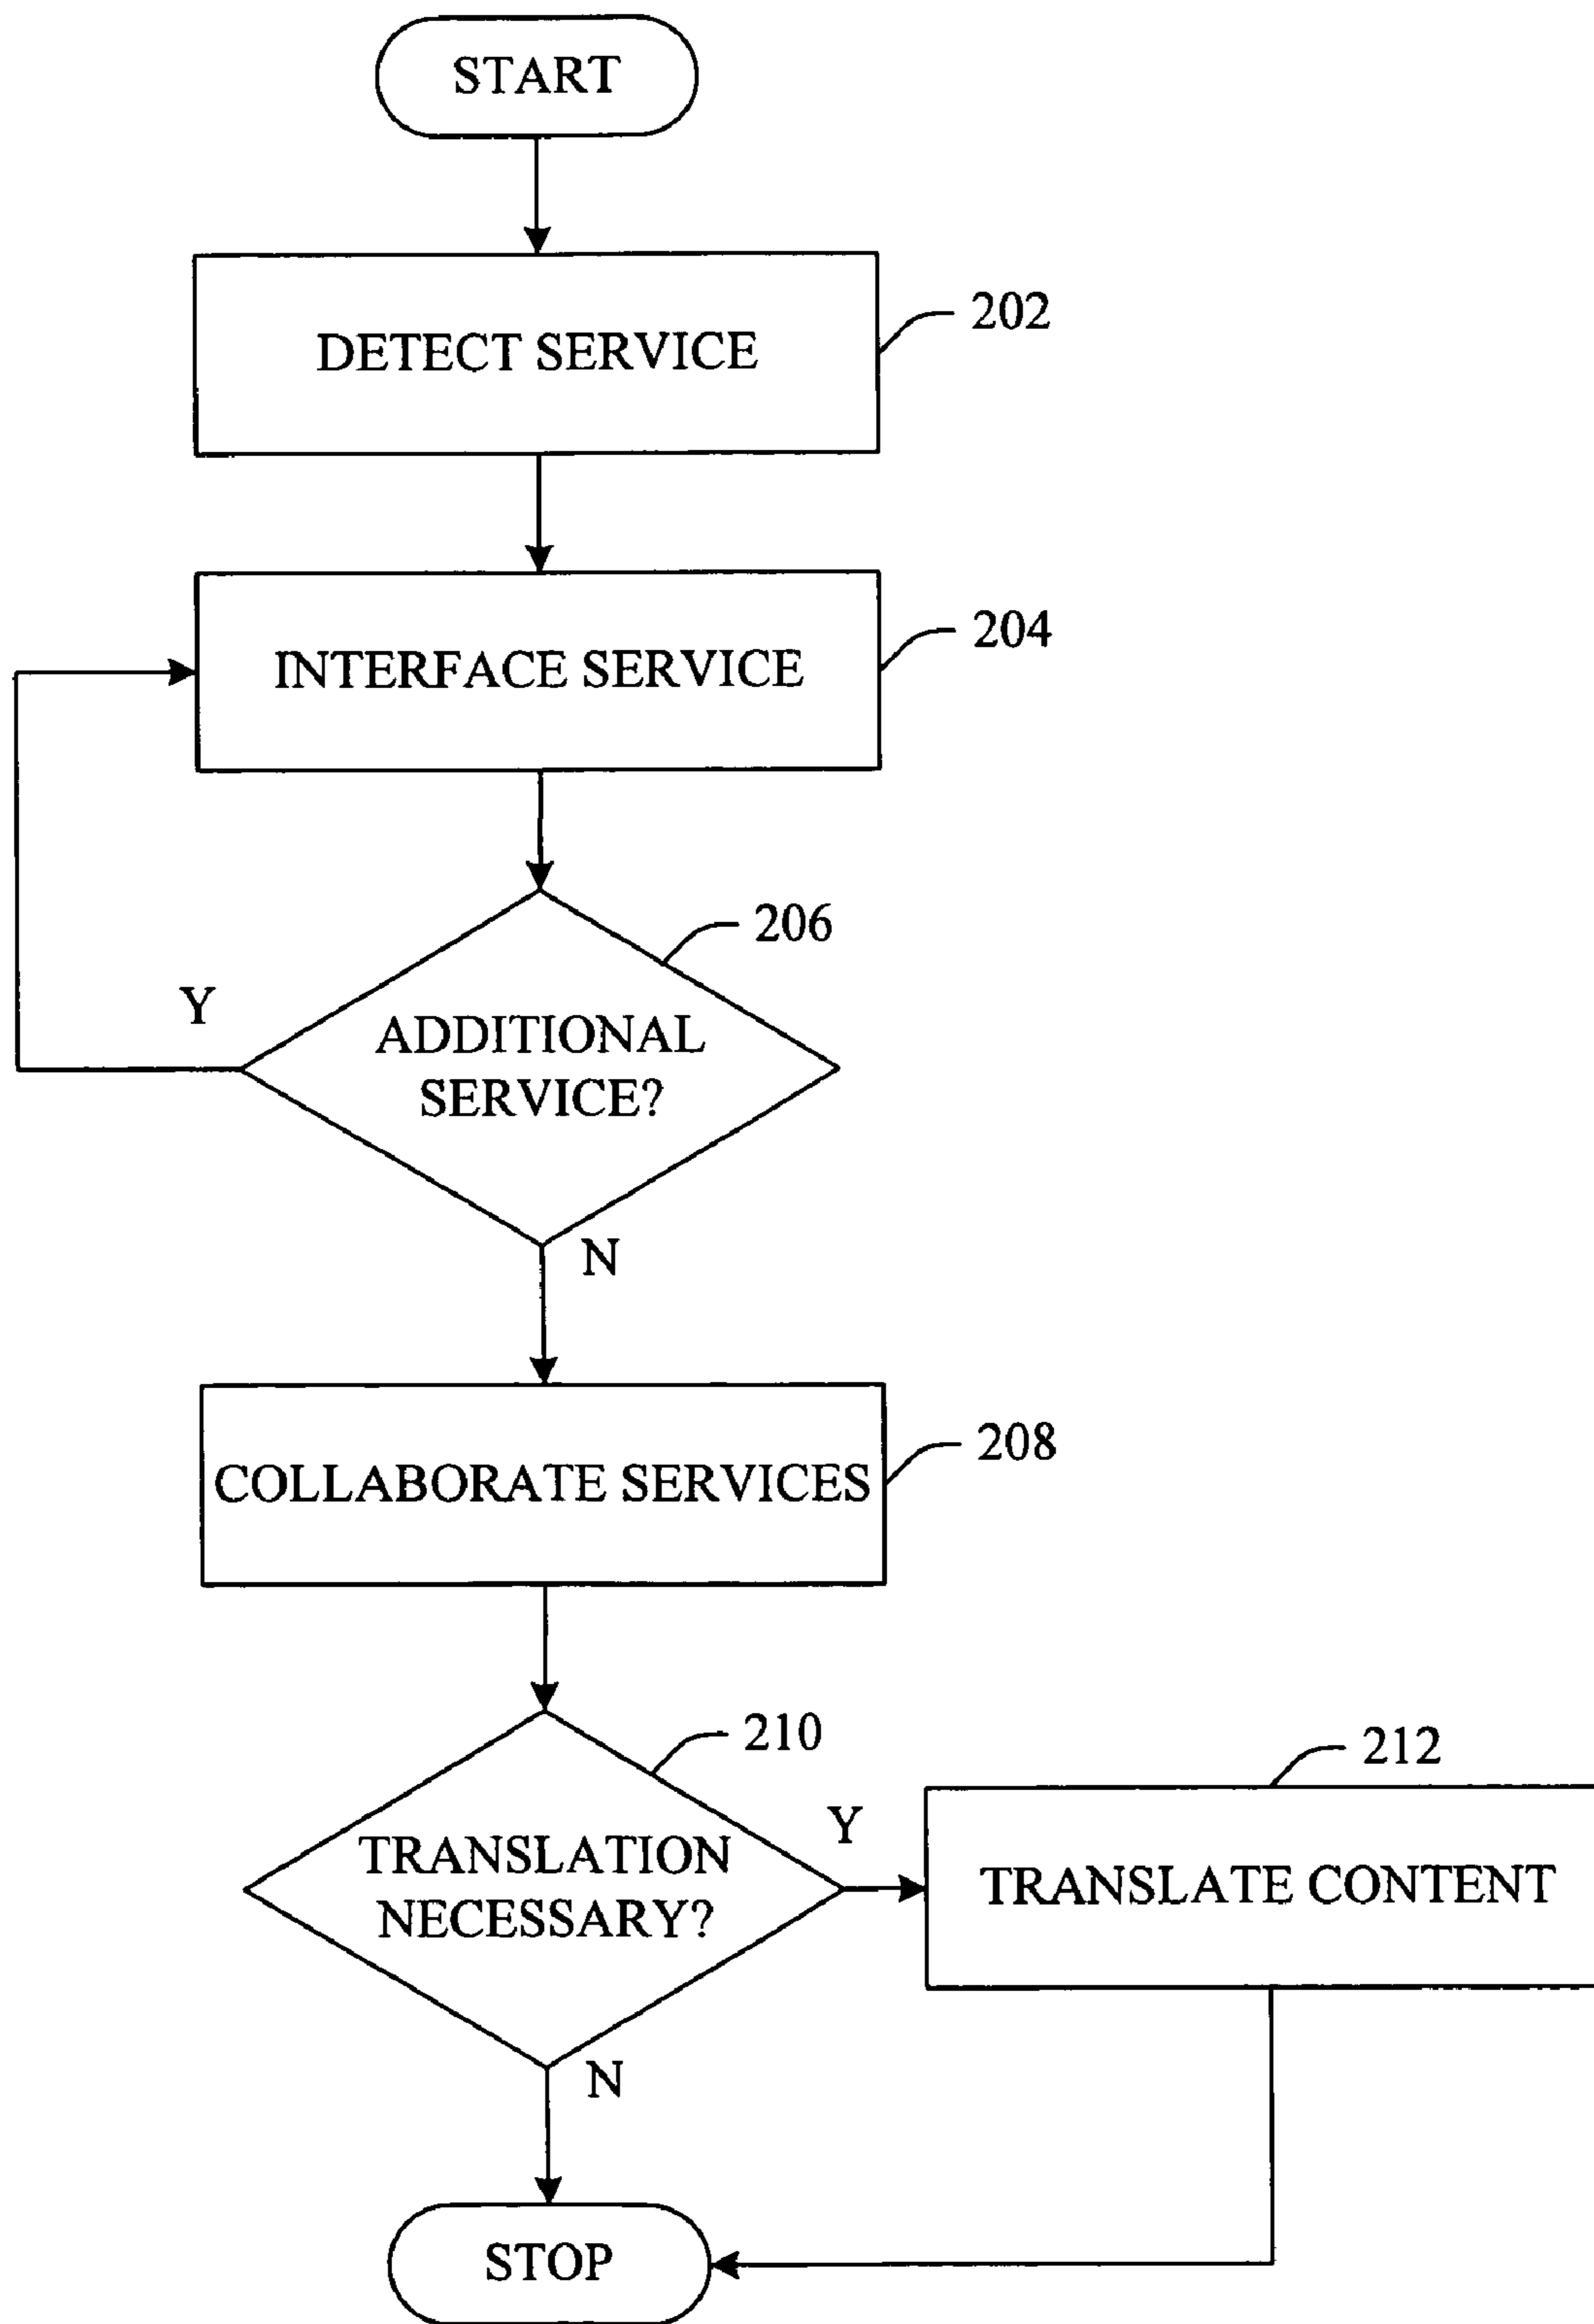 START
DETECT SERVICE
202
INTERFACE SERVICE
204
206
Y
ADDITIONAL
SERVICE?
N
COLLABORATE SERVICES
208
210
TRANSLATION
NECESSARY?
Y
212
TRANSLATE CONTENT
N
STOP